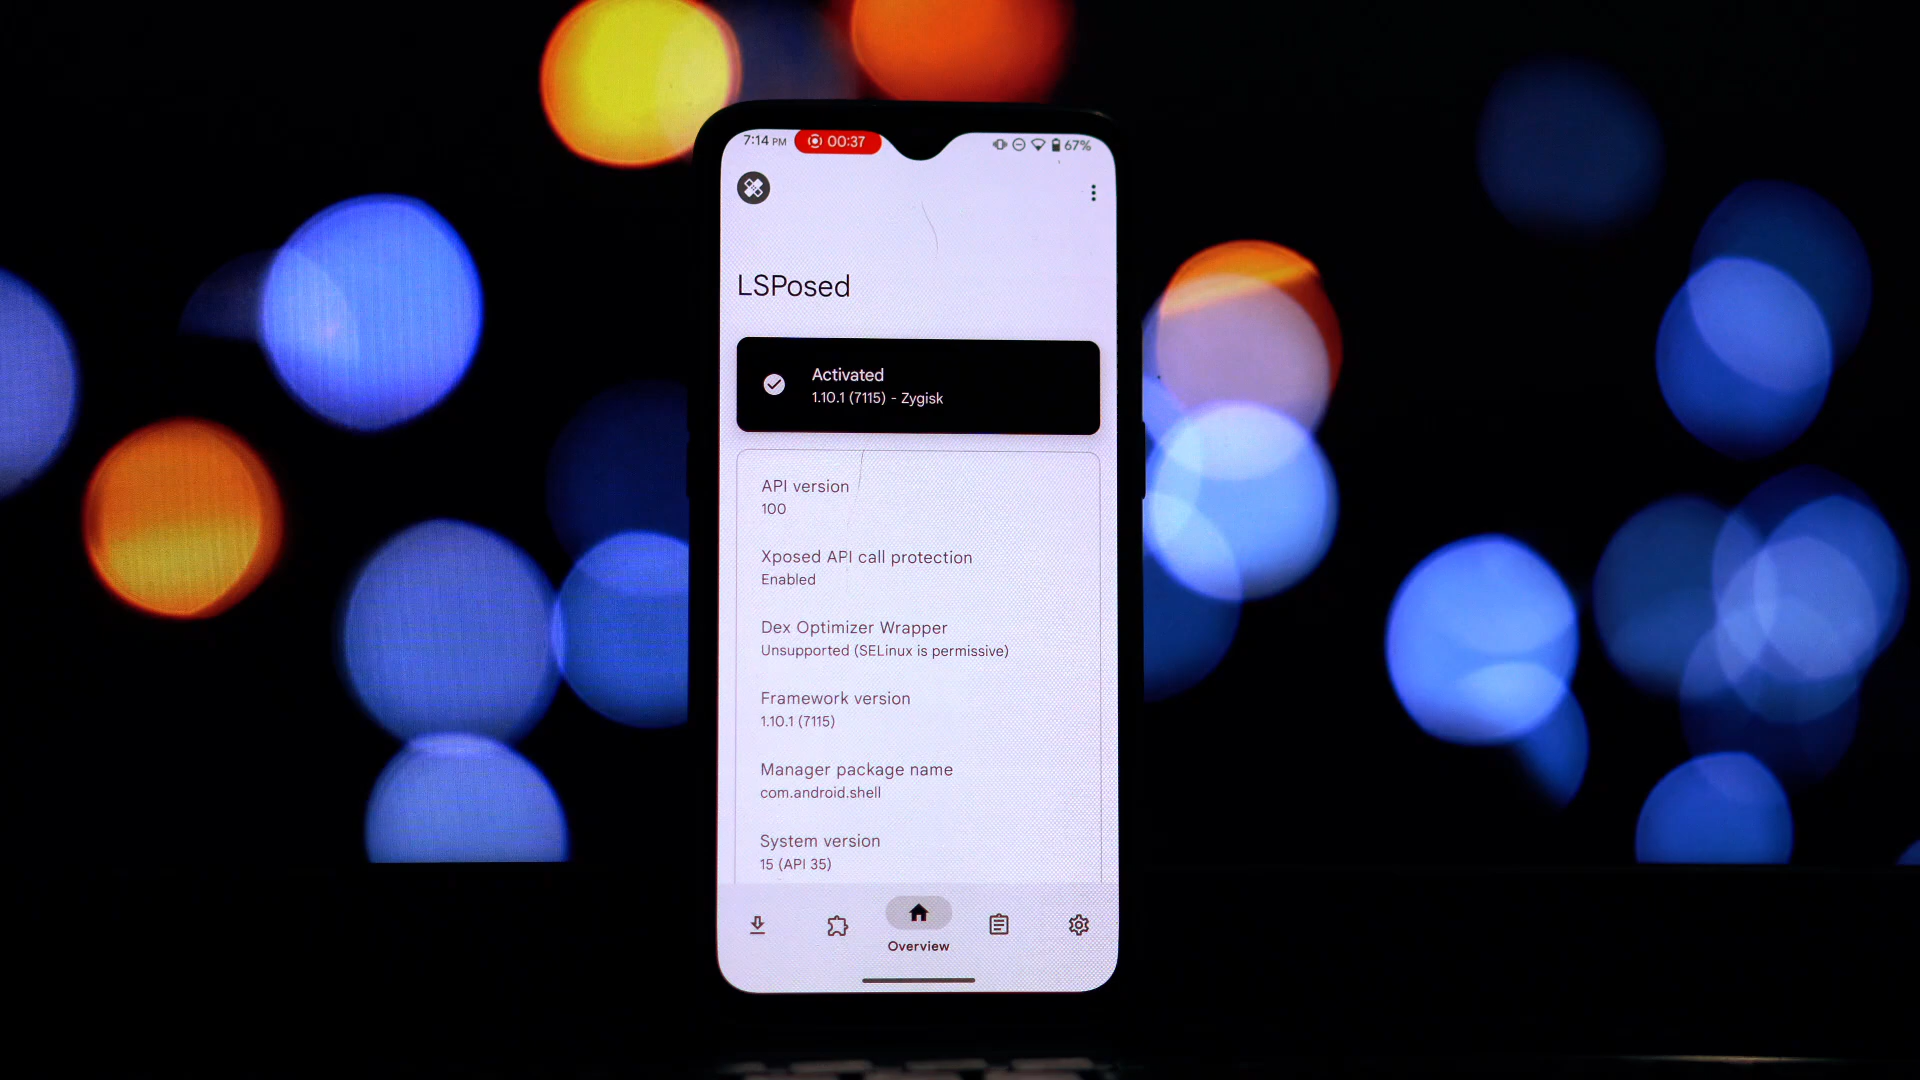 7:14 PM 00:37 67%
LSPosed
Activated
1.10.1 (7115) - Zygisk
API version
100
Xposed API call protection
Enabled
Dex Optimizer Wrapper
Unsupported (SELinux is permissive)
Framework version
1.10.1 (7115)
Manager package name
com.android.shell
System version
15 (API 35)
Overview